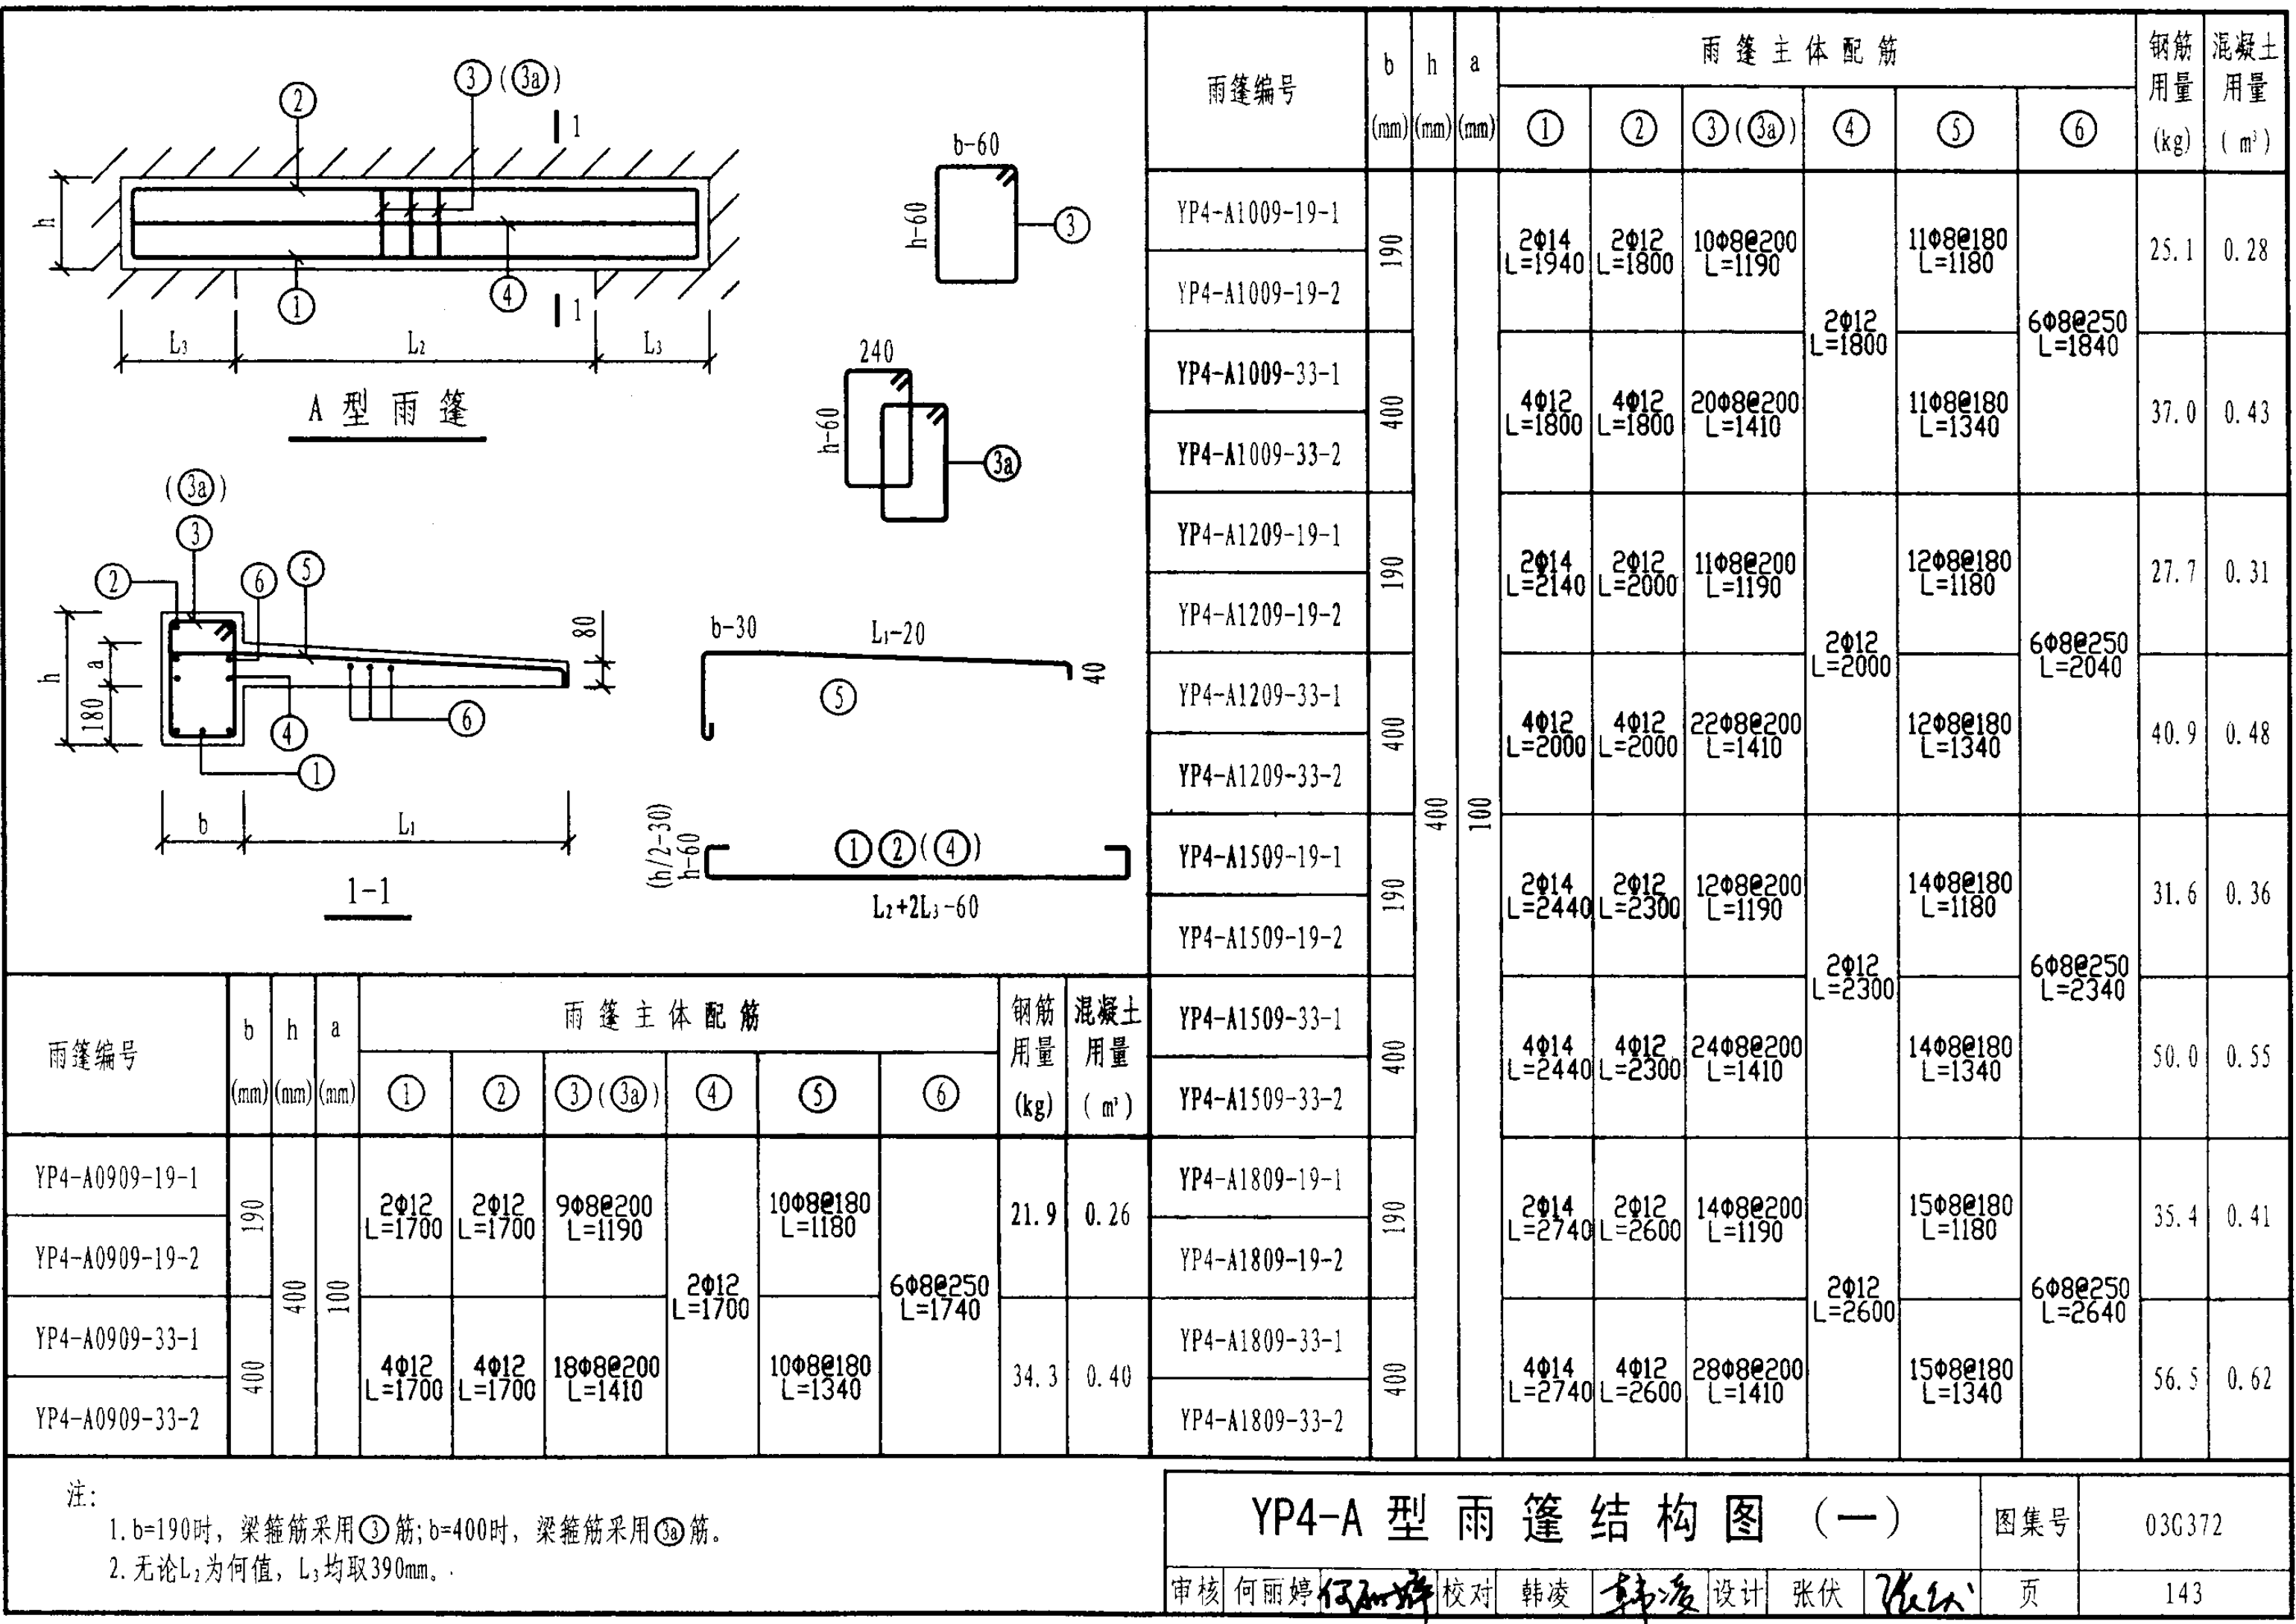 ③(③a)
②
1
h
①
④
1
L₃
L₂
L₃
A 型 雨 篷
b-60
h-60
③
240
h-60
③a
(③a)
③
②
⑥
⑤
80
a
h
180
④
⑥
①
b
L₁
1-1
b-30
L₁-20
40
⑤
(h/2-30)
h-60
①②(④)
L₂+2L₃-60
雨篷编号
b
(mm)
h
(mm)
a
(mm)
雨 篷 主 体 配 筋
钢筋
用量
(kg)
混凝土
用量
( m³ )
①
②
③(③a)
④
⑤
⑥
YP4-A0909-19-1
YP4-A0909-19-2
YP4-A0909-33-1
YP4-A0909-33-2
190
400
400
100
2Φ12
L=1700
2Φ12
L=1700
9Φ8@200
L=1190
2Φ12
L=1700
10Φ8@180
L=1180
6Φ8@250
L=1740
21.9
0.26
4Φ12
L=1700
4Φ12
L=1700
18Φ8@200
L=1410
10Φ8@180
L=1340
34.3
0.40
雨篷编号
b
(mm)
h
(mm)
a
(mm)
雨 篷 主 体 配 筋
钢筋
用量
(kg)
混凝土
用量
( m³ )
①
②
③(③a)
④
⑤
⑥
400
100
YP4-A1009-19-1
YP4-A1009-19-2
190
2Φ14
L=1940
2Φ12
L=1800
10Φ8@200
L=1190
2Φ12
L=1800
11Φ8@180
L=1180
6Φ8@250
L=1840
25.1
0.28
YP4-A1009-33-1
YP4-A1009-33-2
400
4Φ12
L=1800
4Φ12
L=1800
20Φ8@200
L=1410
11Φ8@180
L=1340
37.0
0.43
YP4-A1209-19-1
YP4-A1209-19-2
190
2Φ14
L=2140
2Φ12
L=2000
11Φ8@200
L=1190
2Φ12
L=2000
12Φ8@180
L=1180
6Φ8@250
L=2040
27.7
0.31
YP4-A1209-33-1
YP4-A1209-33-2
400
4Φ12
L=2000
4Φ12
L=2000
22Φ8@200
L=1410
12Φ8@180
L=1340
40.9
0.48
YP4-A1509-19-1
YP4-A1509-19-2
190
2Φ14
L=2440
2Φ12
L=2300
12Φ8@200
L=1190
2Φ12
L=2300
14Φ8@180
L=1180
6Φ8@250
L=2340
31.6
0.36
YP4-A1509-33-1
YP4-A1509-33-2
400
4Φ14
L=2440
4Φ12
L=2300
24Φ8@200
L=1410
14Φ8@180
L=1340
50.0
0.55
YP4-A1809-19-1
YP4-A1809-19-2
190
2Φ14
L=2740
2Φ12
L=2600
14Φ8@200
L=1190
2Φ12
L=2600
15Φ8@180
L=1180
6Φ8@250
L=2640
35.4
0.41
YP4-A1809-33-1
YP4-A1809-33-2
400
4Φ14
L=2740
4Φ12
L=2600
28Φ8@200
L=1410
15Φ8@180
L=1340
56.5
0.62
注:
1.b=190时, 梁箍筋采用③筋;b=400时, 梁箍筋采用③a筋。
2.无论L₂为何值, L₃均取390mm。
YP4-A 型 雨 篷 结 构 图 (一)
图集号
03G372
审核 何丽婷 何丽婷 校对 韩凌 韩凌 设计 张伏 张伏 页 143